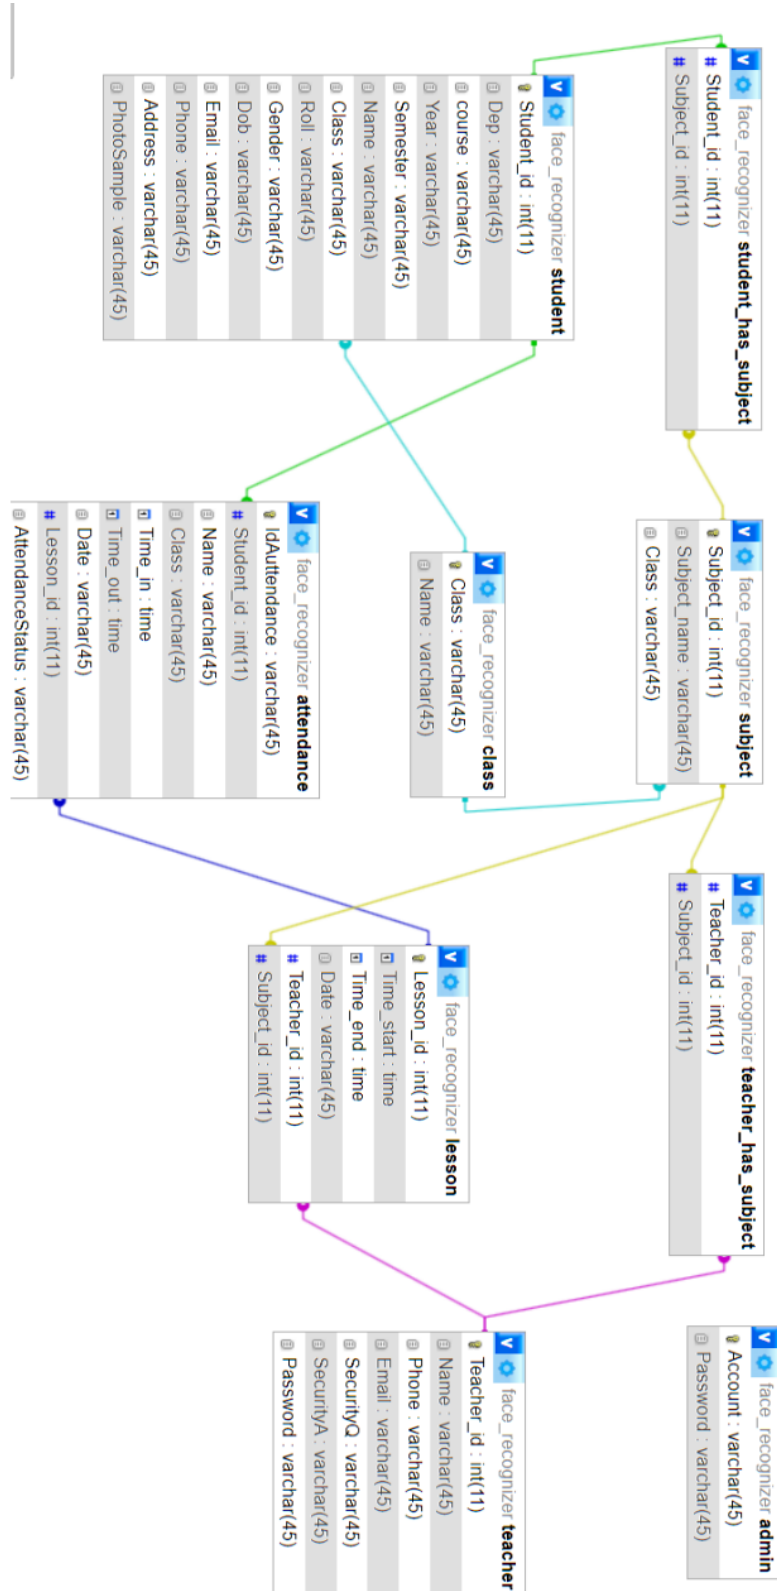 face_recognizer student_has_subject
Student_id : int(11)
Subject_id : int(11)
face_recognizer subject
Subject_id : int(11)
Subject_name : varchar(45)
Class : varchar(45)
face_recognizer teacher_has_subject
Teacher_id : int(11)
Subject_id : int(11)
face_recognizer admin
Account : varchar(45)
Password : varchar(45)
face_recognizer student
Student_id : int(11)
Dep : varchar(45)
course : varchar(45)
Year : varchar(45)
Semester : varchar(45)
Name : varchar(45)
Class : varchar(45)
Roll : varchar(45)
Gender : varchar(45)
Dob : varchar(45)
Email : varchar(45)
Phone : varchar(45)
Address : varchar(45)
PhotoSample : varchar(45)
face_recognizer class
Class : varchar(45)
Name : varchar(45)
face_recognizer lesson
Lesson_id : int(11)
Time_start : time
Time_end : time
Date : varchar(45)
Teacher_id : int(11)
Subject_id : int(11)
face_recognizer teacher
Teacher_id : int(11)
Name : varchar(45)
Phone : varchar(45)
Email : varchar(45)
SecurityQ : varchar(45)
SecurityA : varchar(45)
Password : varchar(45)
face_recognizer attendance
IdAuttendance : varchar(45)
Student_id : int(11)
Name : varchar(45)
Class : varchar(45)
Time_in : time
Time_out : time
Date : varchar(45)
Lesson_id : int(11)
AttendanceStatus : varchar(45)